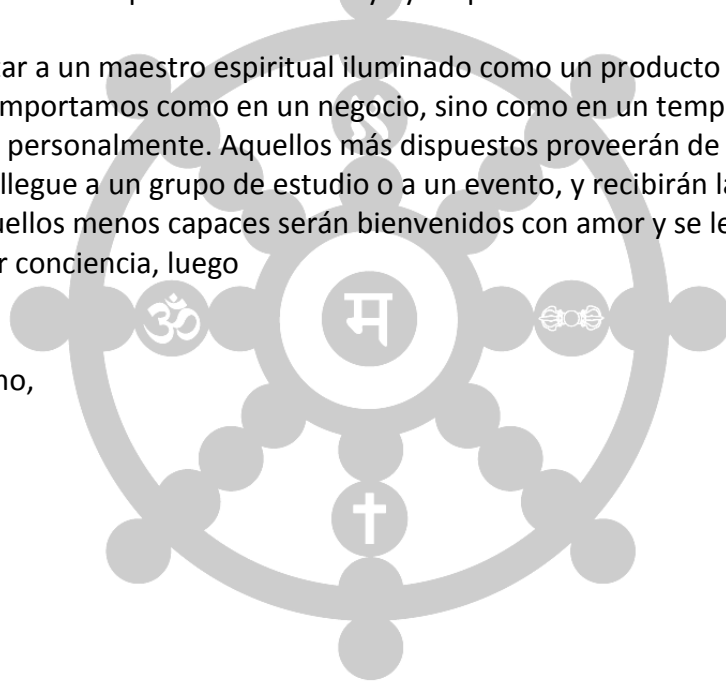 tar a un maestro espiritual iluminado como un producto
mportamos como en un negocio, sino como en un temp
personalmente. Aquellos más dispuestos proveerán de
llegue a un grupo de estudio o a un evento, y recibirán la
uellos menos capaces serán bienvenidos con amor y se le
r conciencia, luego
ॐ म
no,